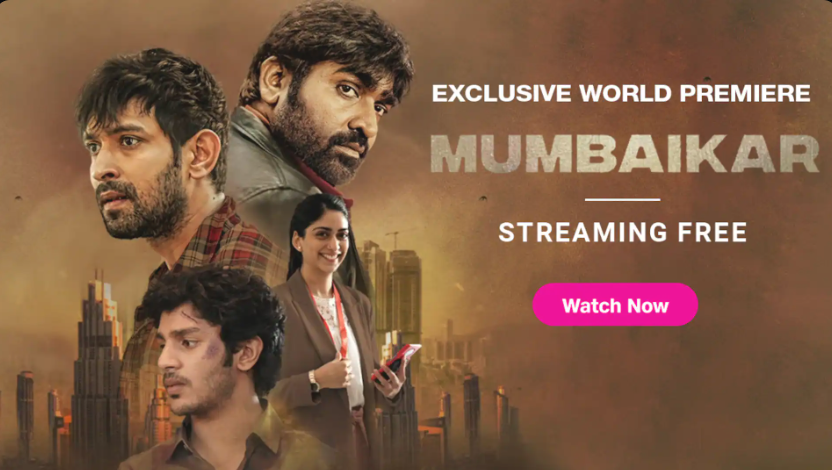 EXCLUSIVE WORLD PREMIERE
MUMBAIKAR
STREAMING FREE
Watch Now